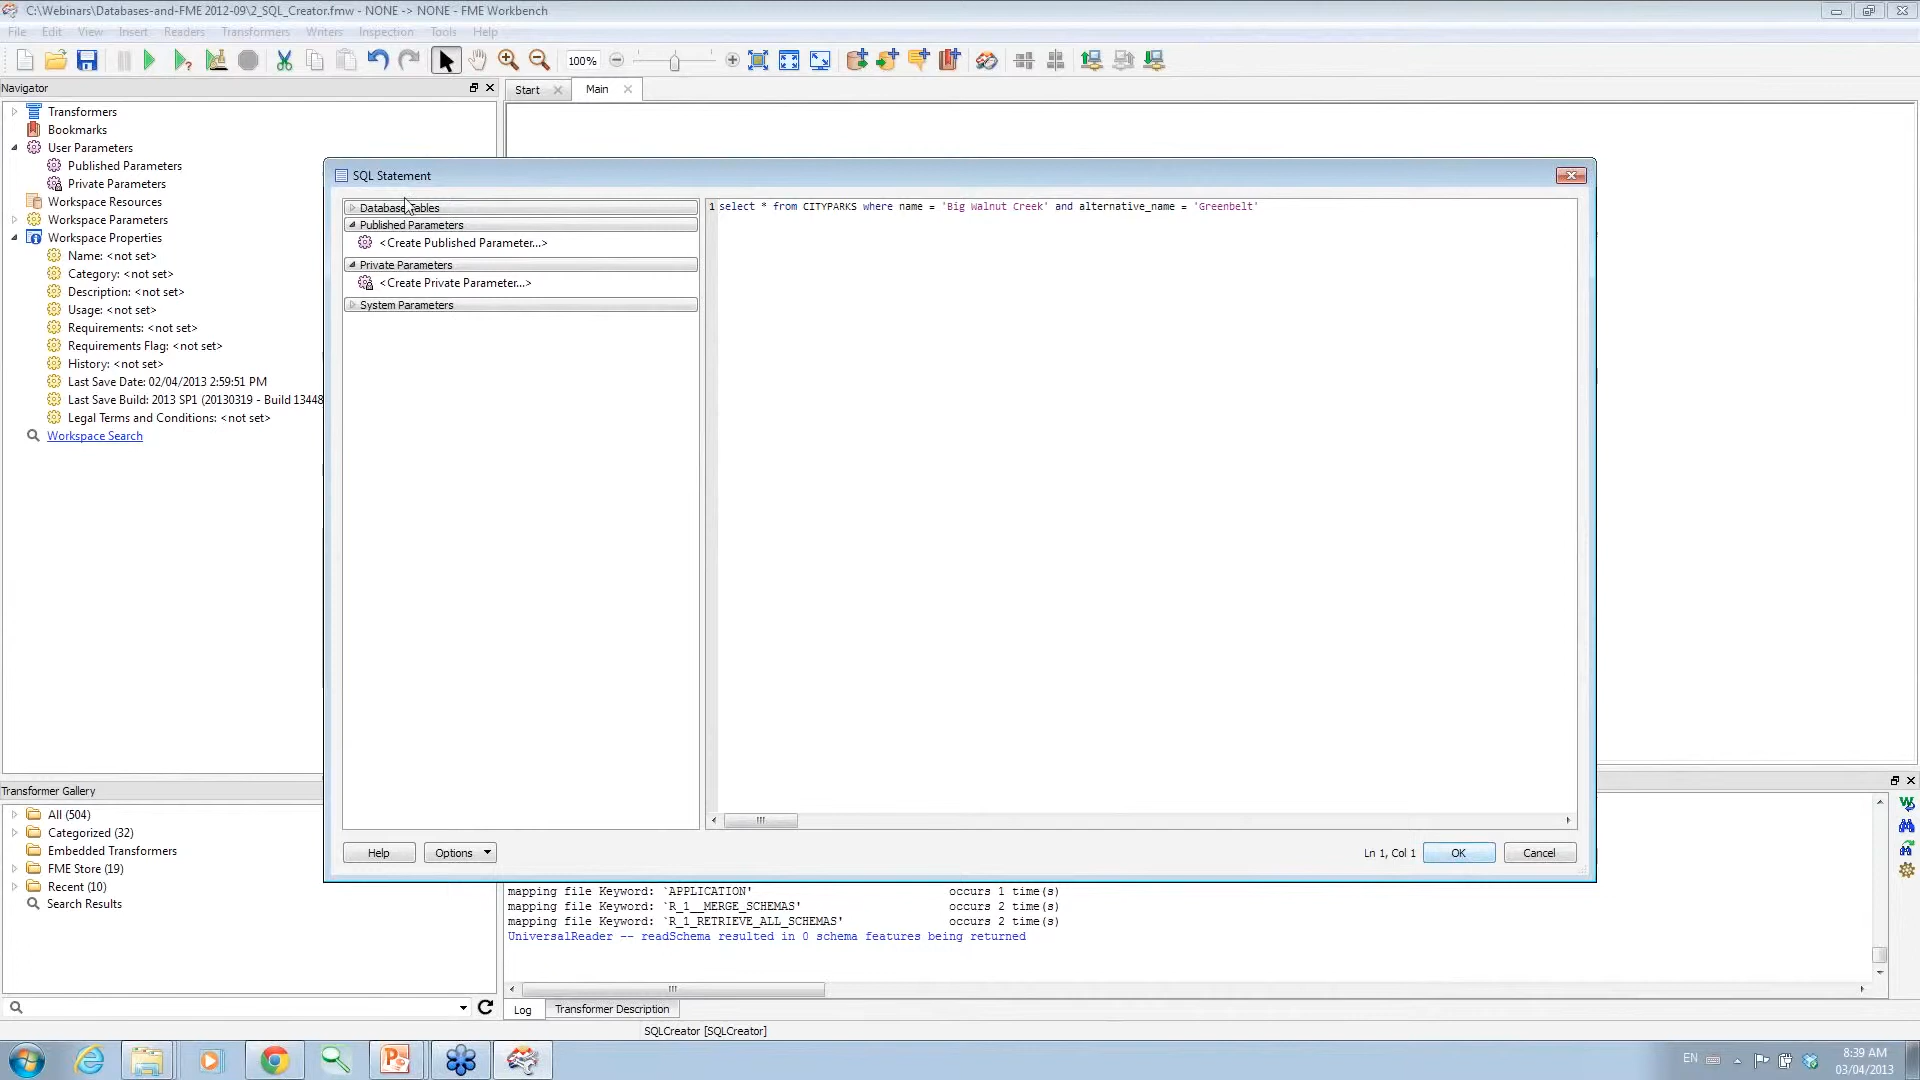 C:\Webinars\Databases-and-FME 2012-09\2_SQL_Creator.fmw - NONE -> NONE - FME Workbench
File Edit View Insert Readers Transformers Writers Inspection Tools Help
100%
Navigator
Start
Main
Transformers
Bookmarks
User Parameters
Published Parameters
Private Parameters
Workspace Resources
Workspace Parameters
Workspace Properties
Name: <not set>
Category: <not set>
Description: <not set>
Usage: <not set>
Requirements: <not set>
Requirements Flag: <not set>
History: <not set>
Last Save Date: 02/04/2013 2:59:51 PM
Last Save Build: 2013 SP1 (20130319 - Build 13448
Legal Terms and Conditions: <not set>
Workspace Search
SQL Statement
Database Tables
Published Parameters
<Create Published Parameter...>
Private Parameters
<Create Private Parameter...>
System Parameters
1 select * from CITYPARKS where name = 'Big Walnut Creek' and alternative_name = 'Greenbelt'
Help
Options
Ln 1, Col 1
OK
Cancel
Transformer Gallery
All (504)
Categorized (32)
Embedded Transformers
FME Store (19)
Recent (10)
Search Results
mapping file Keyword: `APPLICATION' occurs 1 time(s)
mapping file Keyword: `R_1__MERGE_SCHEMAS' occurs 2 time(s)
mapping file Keyword: `R_1_RETRIEVE_ALL_SCHEMAS' occurs 2 time(s)
UniversalReader -- readSchema resulted in 0 schema features being returned
Log
Transformer Description
SQLCreator [SQLCreator]
EN
8:39 AM
03/04/2013